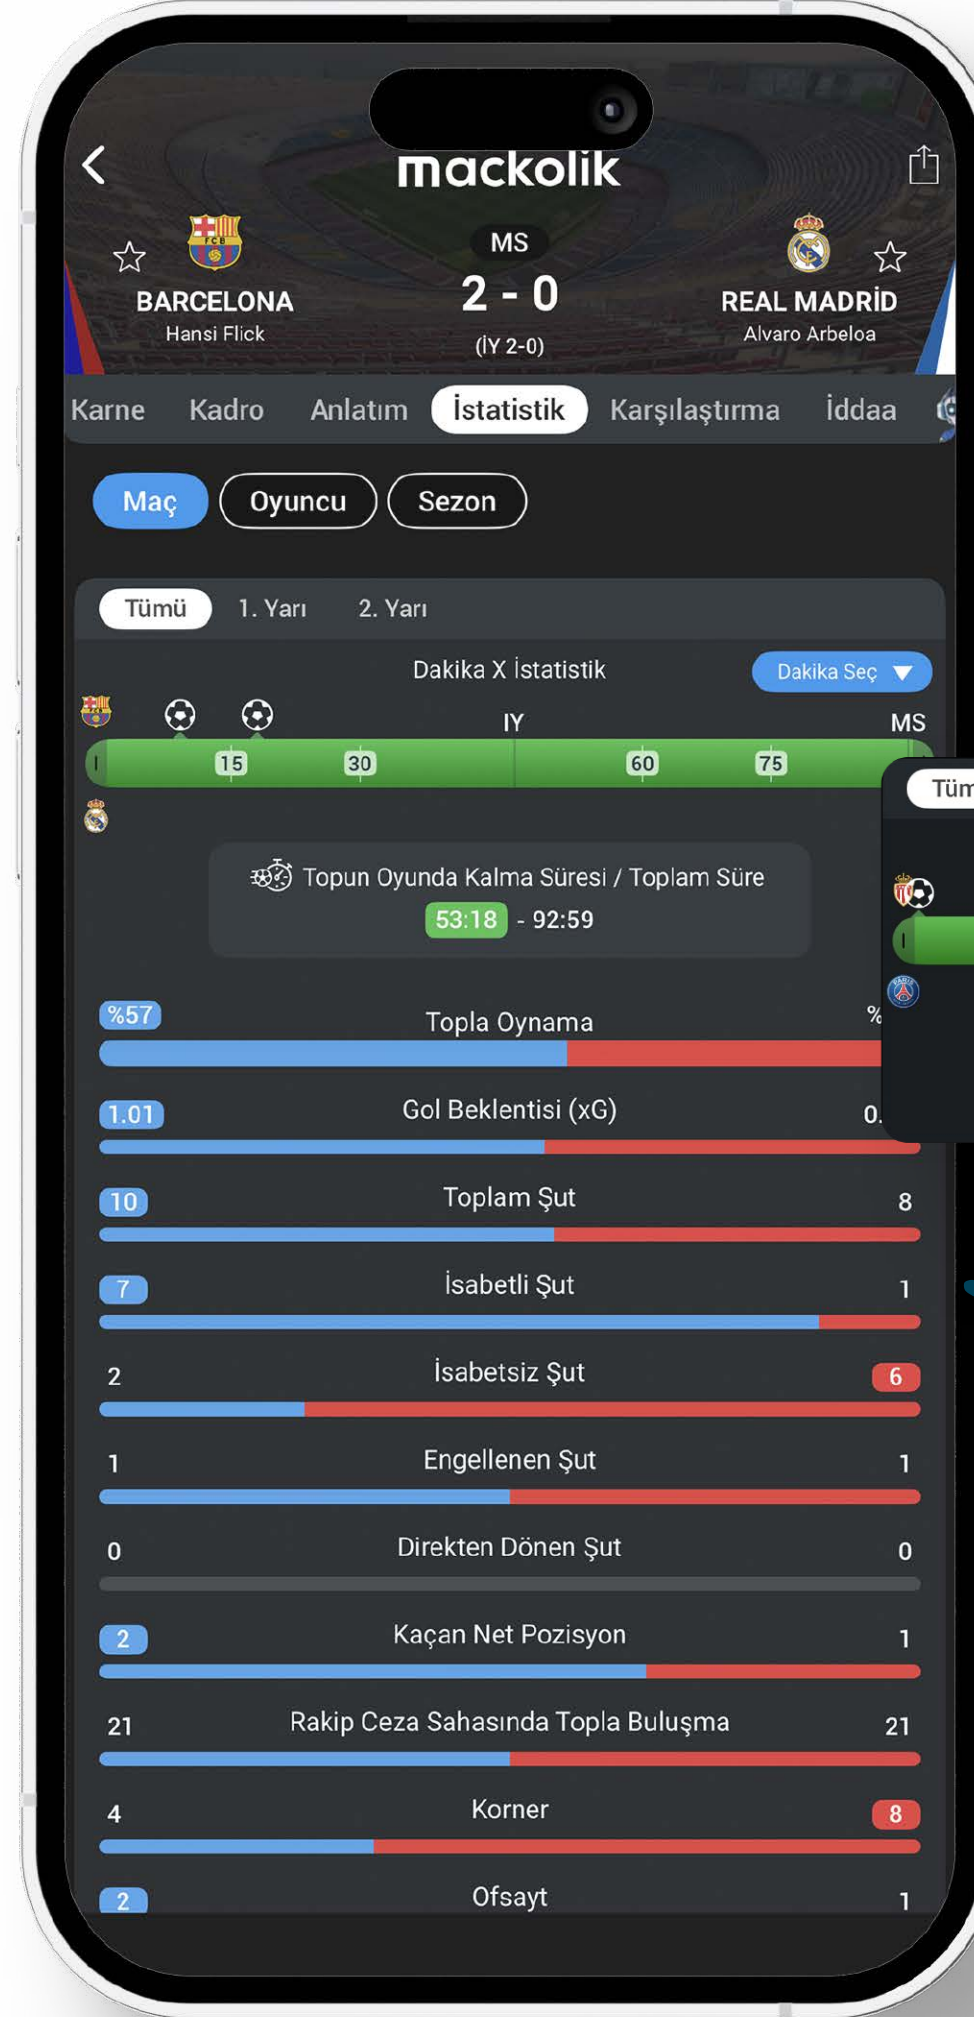 mackolik
MS
2 - 0
(İY 2-0)
BARCELONA
Hansi Flick
REAL MADRİD
Alvaro Arbeloa
Karne Kadro Anlatım İstatistik Karşılaştırma İddaa
Maç Oyuncu Sezon
Tümü 1. Yarı 2. Yarı
Dakika X İstatistik Dakika Seç
IY MS
15 30 60 75
Topun Oyunda Kalma Süresi / Toplam Süre
53:18 - 92:59
%57 Topla Oynama %
1.01 Gol Beklentisi (xG) 0.
10 Toplam Şut 8
7 İsabetli Şut 1
2 İsabetsiz Şut 6
1 Engellenen Şut 1
0 Direkten Dönen Şut 0
2 Kaçan Net Pozisyon 1
21 Rakip Ceza Sahasında Topla Buluşma 21
4 Korner 8
2 Ofsayt 1